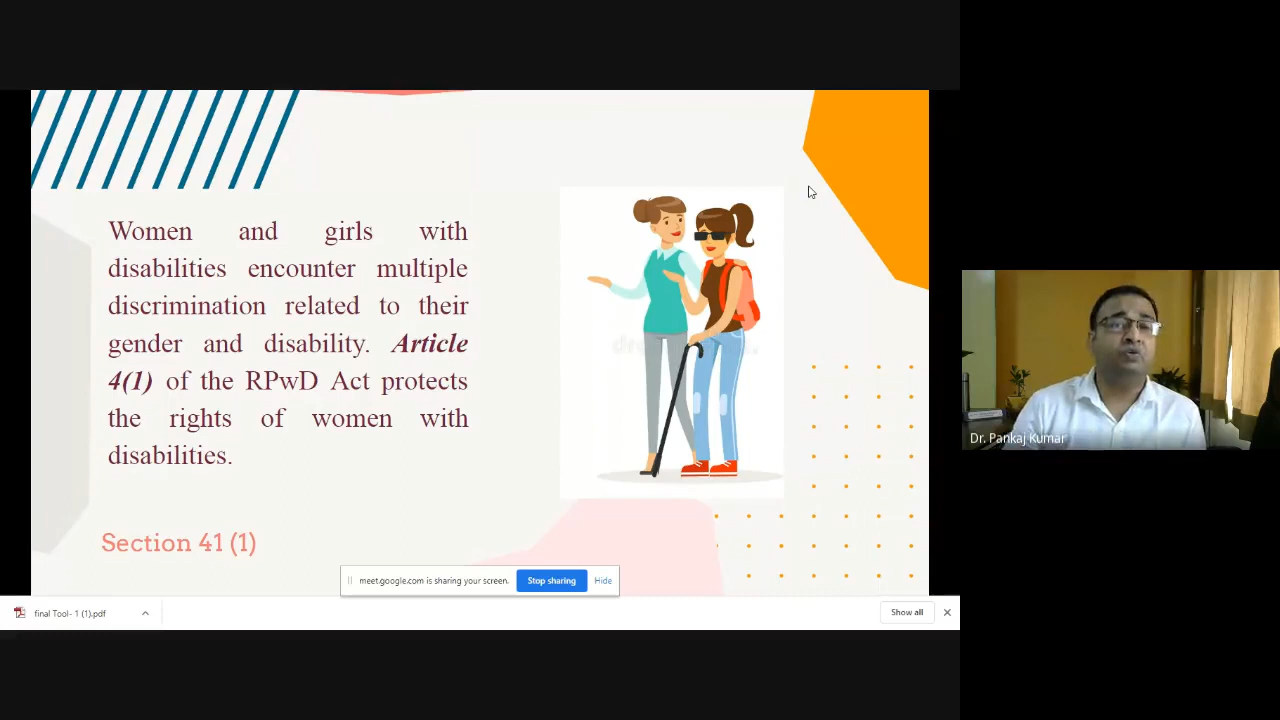 Women and girls with
disabilities encounter multiple
discrimination related to their
gender and disability. Article
4(1) of the RPwD Act protects
the rights of women with
disabilities.
Section 41 (1)
meet.google.com is sharing your screen.
Stop sharing
Hide
final Tool- 1 (1).pdf
Show all
Dr. Pankaj Kumar